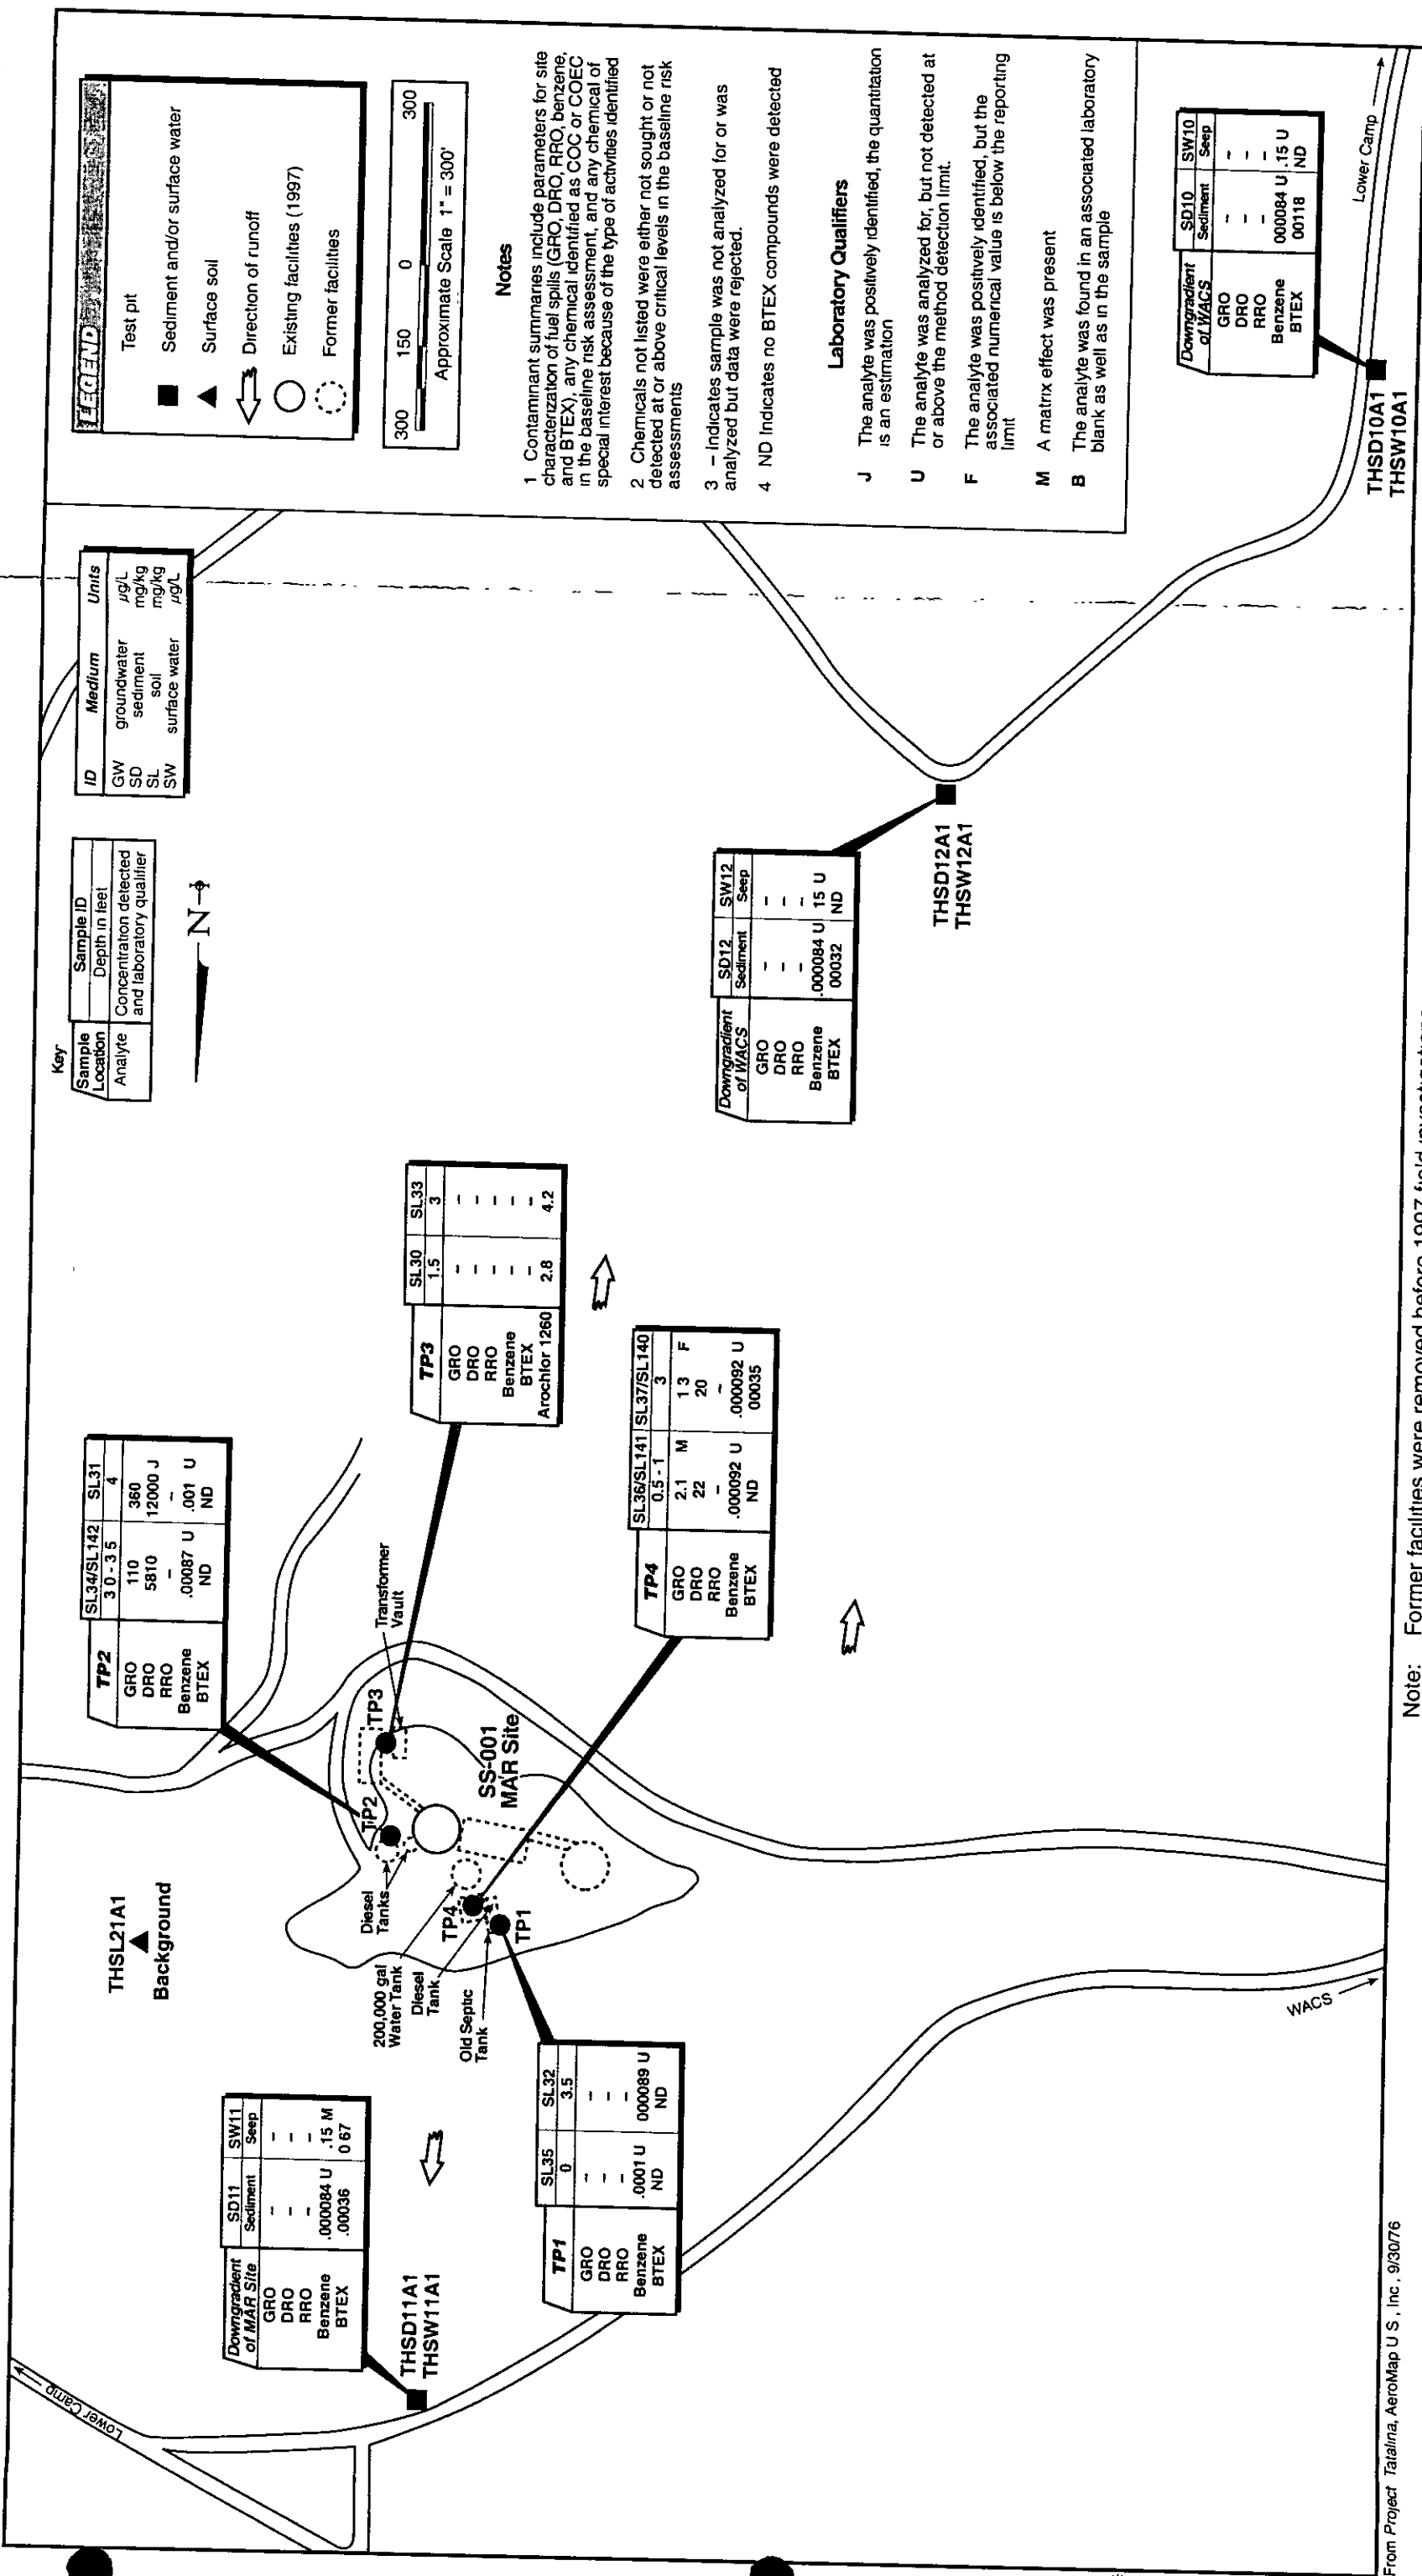 LEGEND
Test pit
Sediment and/or surface water
Surface soil
Direction of runoff
Existing facilities (1997)
Former facilities
300 150 0 300
Approximate Scale 1" = 300'
Notes
1 Contaminant summaries include parameters for site
characterization of fuel spills (GRO, DRO, RRO, benzene,
and BTEX), any chemical identified as COC or COEC
in the baseline risk assessment, and any chemical of
special interest because of the type of activities identified
2 Chemicals not listed were either not sought or not
detected at or above critical levels in the baseline risk
assessments
3 – Indicates sample was not analyzed for or was
analyzed but data were rejected.
4 ND Indicates no BTEX compounds were detected
Laboratory Qualifiers
J The analyte was positively identified, the quantitation
is an estimation
U The analyte was analyzed for, but not detected at
or above the method detection limit.
F The analyte was positively identified, but the
associated numerical value is below the reporting
limit
M A matrix effect was present
B The analyte was found in an associated laboratory
blank as well as in the sample
ID Medium Units
GW groundwater µg/L
SD sediment mg/kg
SL soil mg/kg
SW surface water µg/L
Key
Sample Location Sample ID
Depth in feet
Analyte Concentration detected
and laboratory qualifier
N
TP2 SL34/SL142 SL31
3 0 - 3 5 4
GRO 110 360
DRO 5810 12000 J
RRO – –
Benzene .00087 U .001 U
BTEX ND ND
TP3 SL30 SL33
1.5 3
GRO – –
DRO – –
RRO – –
Benzene – –
BTEX – –
Arochlor 1260 2.8 4.2
TP4 SL36/SL141 SL37/SL140
0.5 - 1 3
GRO 2.1 M 1 3 F
DRO 22 20
RRO – –
Benzene .000092 U .000092 U
BTEX ND 00035
TP1 SL35 SL32
0 3.5
GRO – –
DRO – –
RRO – –
Benzene .0001 U 000089 U
BTEX ND ND
Downgradient
of MAR Site
SD11 SW11
Sediment Seep
GRO – –
DRO – –
RRO – –
Benzene .000084 U .15 M
BTEX .00036 0 67
THSD11A1
THSW11A1
Downgradient
of WACS
SD12 SW12
Sediment Seep
GRO – –
DRO – –
RRO – –
Benzene .000084 U 15 U
BTEX 00032 ND
THSD12A1
THSW12A1
Downgradient
of WACS
SD10 SW10
Sediment Seep
GRO – –
DRO – –
RRO – –
Benzene 000084 U .15 U
BTEX 00118 ND
THSD10A1
THSW10A1
THSL21A1
Background
Diesel
Tanks
200,000 gal
Water Tank
Diesel
Tank
Old Septic
Tank
Transformer
Vault
TP2
TP3
TP4
TP1
SS-001
MAR Site
Lower Camp
Lower Camp
WACS
From Project Tatalina, AeroMap U S , Inc , 9/30/76
Note: Former facilities were removed before 1997 field investigations